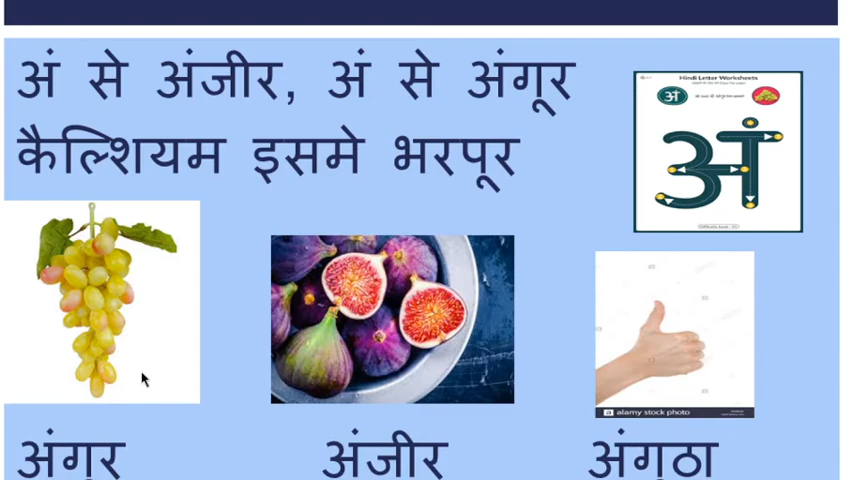 अं से अंजीर, अं से अंगूर
कैल्शियम इसमे भरपूर
Hindi Letter Worksheets
अं
अं
a alamy stock photo
अंगूर
अंजीर
अंगूठा